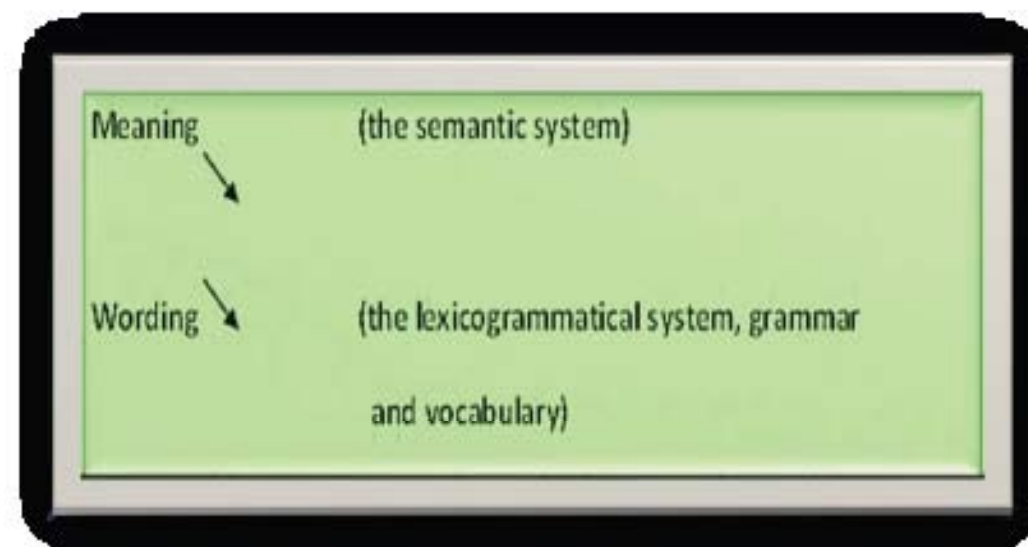 Meaning (the semantic system)
Wording (the lexicogrammatical system, grammar
and vocabulary)